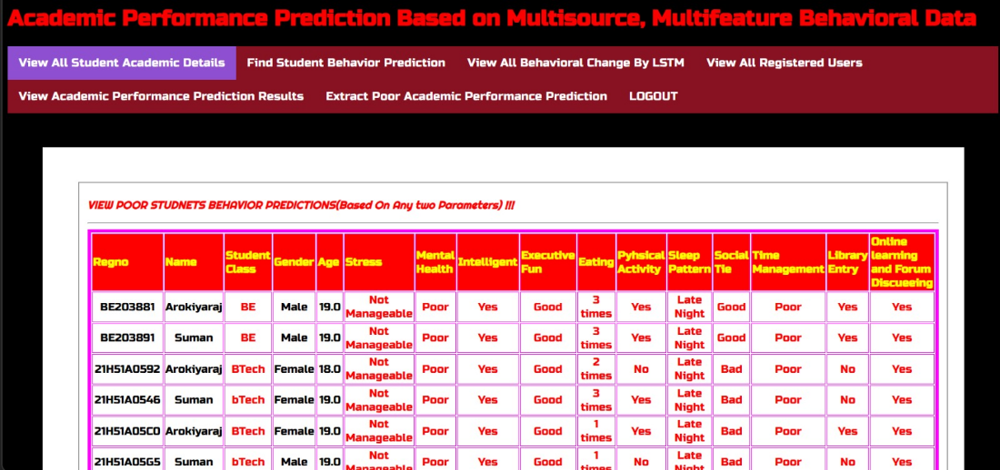 Academic Performance Prediction Based on Multisource, Multifeature Behavioral Data
View All Student Academic Details Find Student Behavior Prediction View All Behavioral Change By LSTM View All Registered Users
View Academic Performance Prediction Results Extract Poor Academic Performance Prediction LOGOUT
VIEW POOR STUDNETS BEHAVIOR PREDICTIONS(Based On Any two Parameters) !!!
Regno Name Student Class Gender Age Stress Mental Health Intelligent Executive Fun Eating Pyhsical Activity Sleep Pattern Social Tie Time Management Library Entry Online learning and Forum Discueeing
BE203881 Arokiyaraj BE Male 19.0 Not Manageable Poor Yes Good 3 times Yes Late Night Good Poor Yes Yes
BE203891 Suman BE Male 19.0 Not Manageable Poor Yes Good 3 times Yes Late Night Good Poor Yes Yes
21H51A0592 Arokiyaraj BTech Female 18.0 Not Manageable Poor Yes Good 2 times No Late Night Bad Poor No Yes
21H51A0546 Suman bTech Female 19.0 Not Manageable Poor Yes Good 3 times Yes Late Night Bad Poor No Yes
21H51A05C0 Arokiyaraj BTech Female 19.0 Not Manageable Poor Yes Good 1 times Yes Late Night Bad Poor Yes Yes
21H51A05G5 Suman bTech Male 19.0 Not Manageable Poor Yes Good 1 times No Late Night Bad Poor No Yes